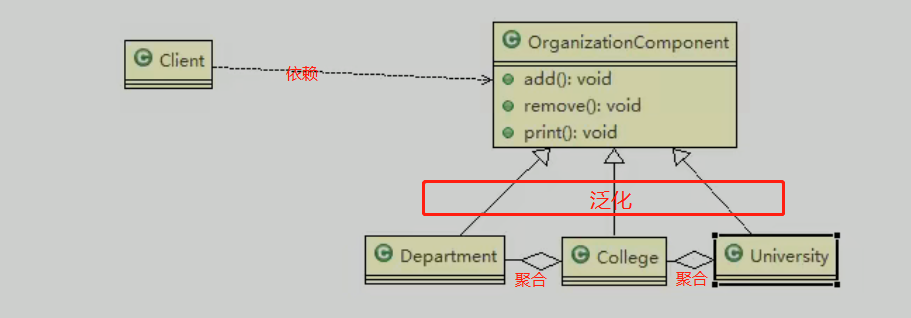 C Client
依赖
C OrganizationComponent
add(): void
remove(): void
print(): void
泛化
C Department
聚合
C College
聚合
C University